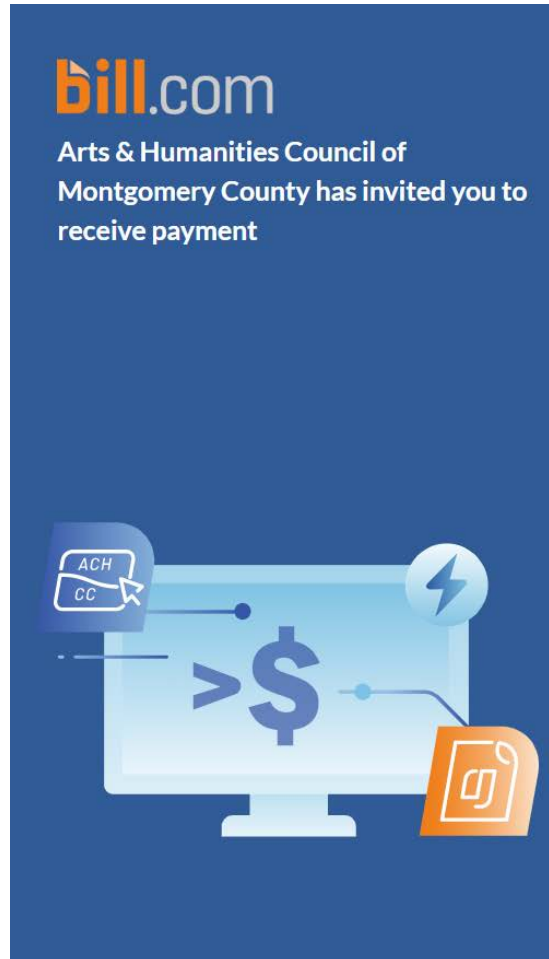 bill.com
Arts & Humanities Council of
Montgomery County has invited you to
receive payment
ACH
CC
>$